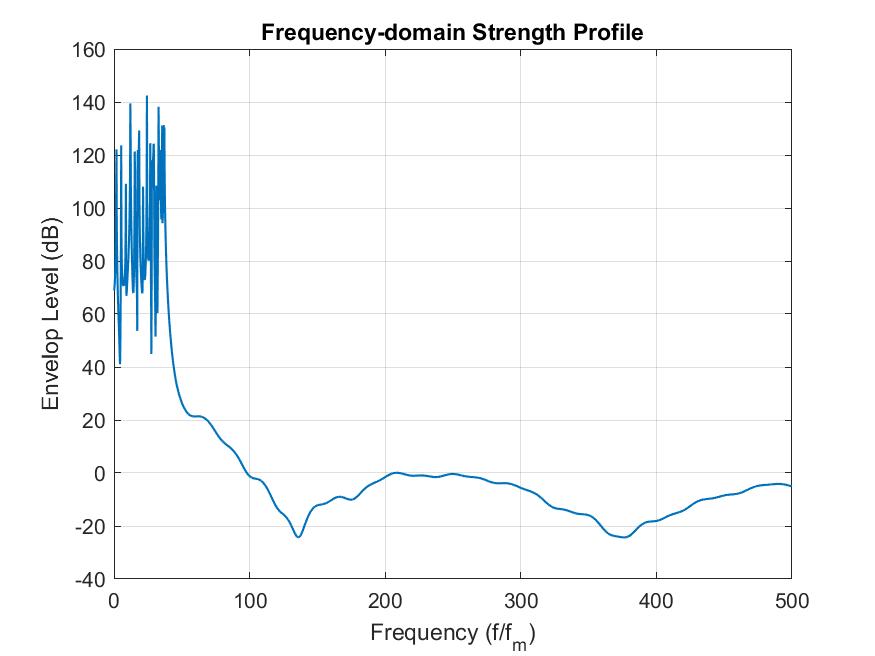 Frequency-domain Strength Profile
160
140
120
100
80
60
40
20
0
-20
-40
Envelop Level (dB)
0 100 200 300 400 500
Frequency (f/fm)